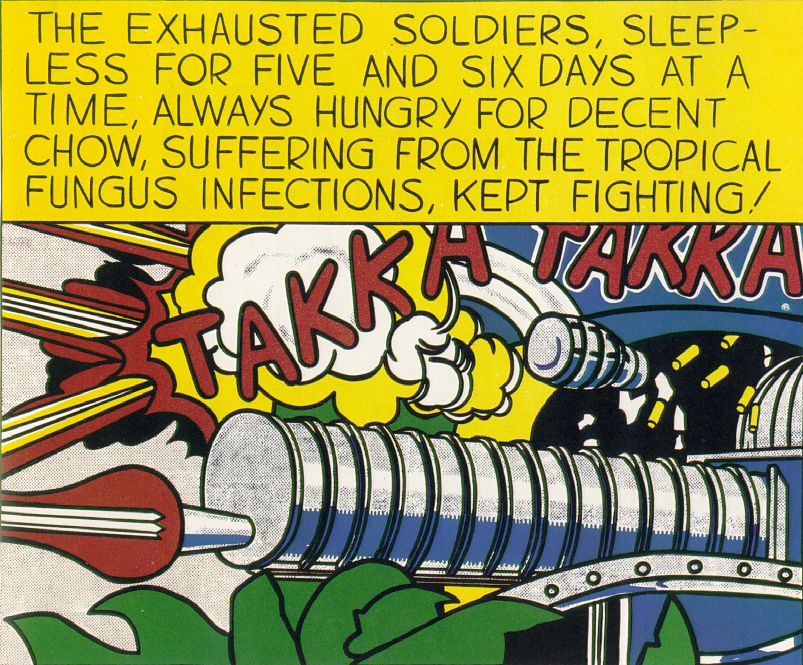 THE EXHAUSTED SOLDIERS, SLEEP-
LESS FOR FIVE AND SIX DAYS AT A
TIME, ALWAYS HUNGRY FOR DECENT
CHOW, SUFFERING FROM THE TROPICAL
FUNGUS INFECTIONS, KEPT FIGHTING!
TAKKA TAKKA